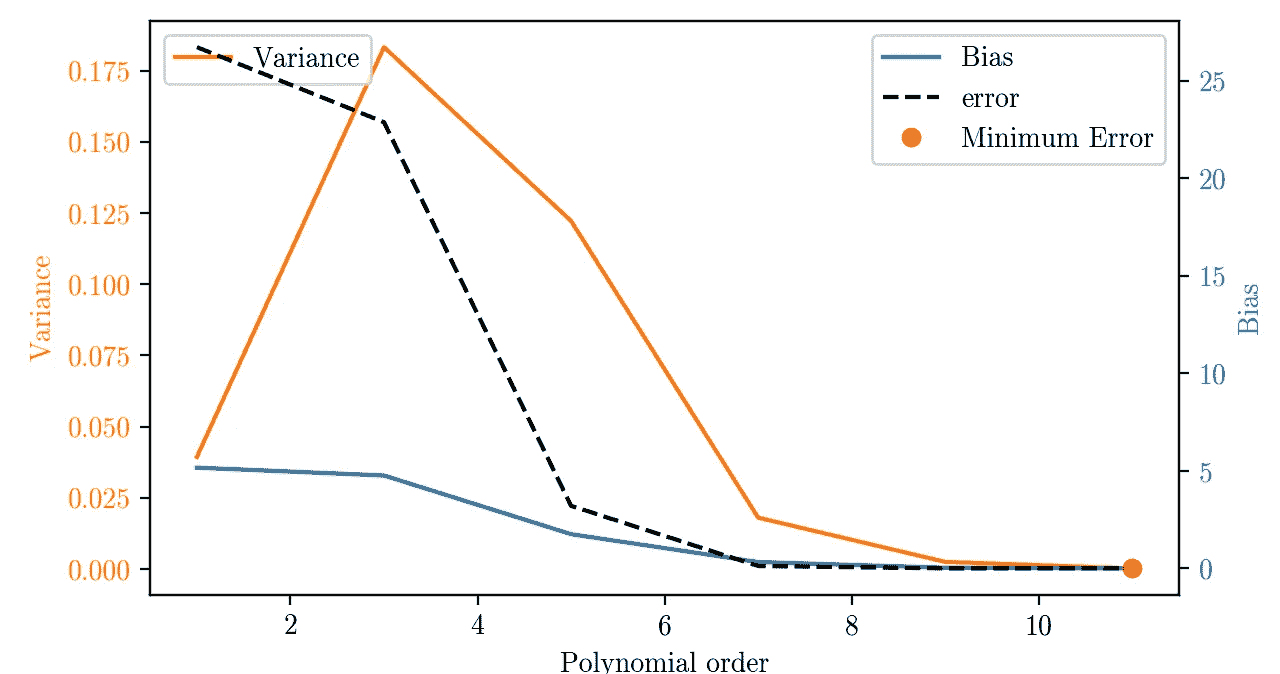 Variance
Bias
error
Minimum Error
0.175
0.150
0.125
0.100
0.075
0.050
0.025
0.000
Variance
25
20
15
10
5
0
Bias
2 4 6 8 10
Polynomial order